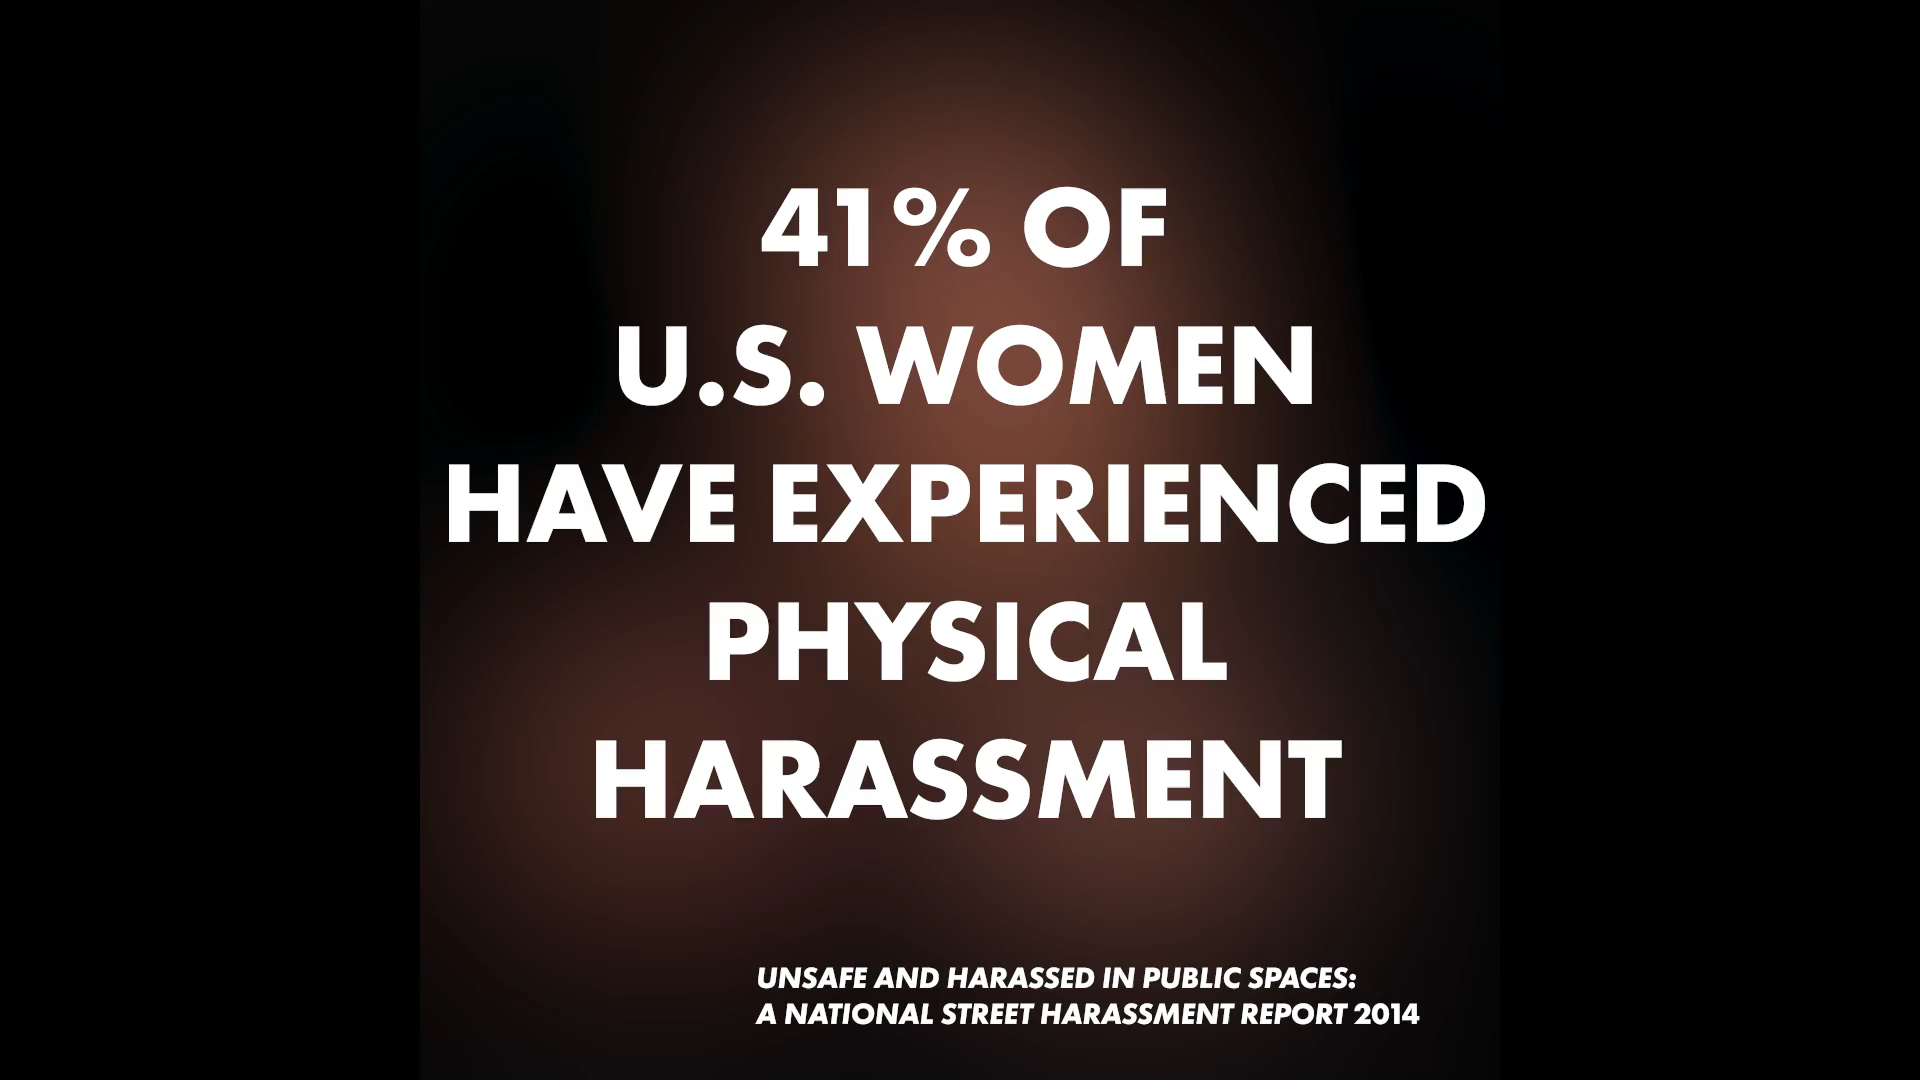 41% OF
U.S. WOMEN
HAVE EXPERIENCED
PHYSICAL
HARASSMENT
UNSAFE AND HARASSED IN PUBLIC SPACES:
A NATIONAL STREET HARASSMENT REPORT 2014